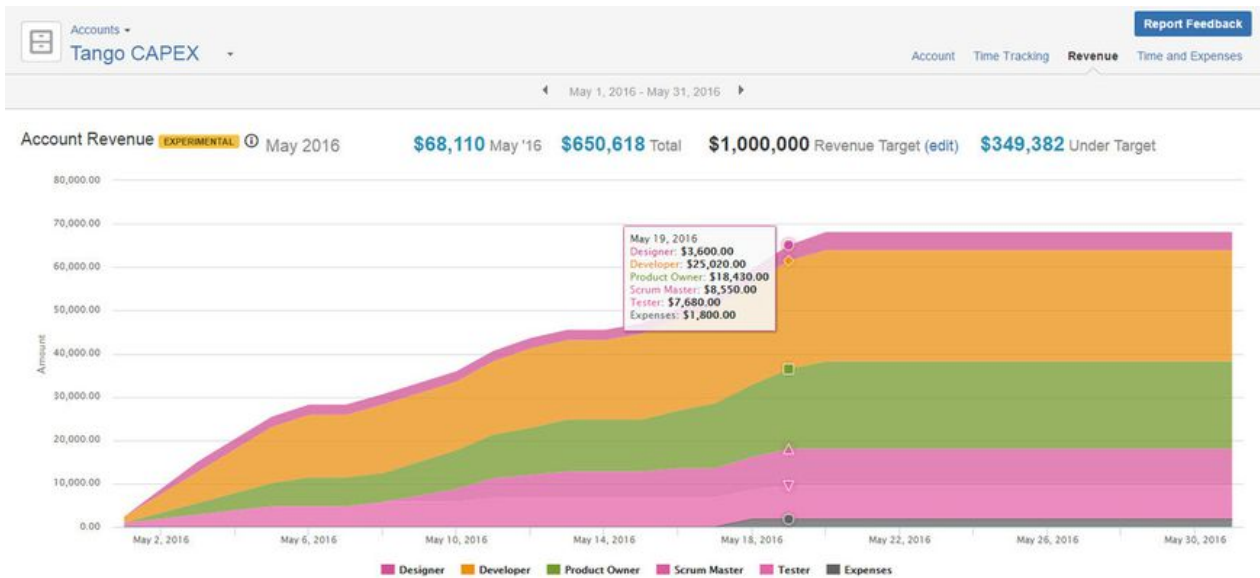 Accounts
Tango CAPEX
Report Feedback
Account Time Tracking Revenue Time and Expenses
May 1, 2016 - May 31, 2016
Account Revenue EXPERIMENTAL May 2016 $68,110 May '16 $650,618 Total $1,000,000 Revenue Target (edit) $349,382 Under Target
80,000.00
70,000.00
60,000.00
50,000.00
40,000.00
30,000.00
20,000.00
10,000.00
0.00
Amount
May 19, 2016
Designer: $3,600.00
Developer: $25,020.00
Product Owner: $18,430.00
Scrum Master: $8,550.00
Tester: $7,680.00
Expenses: $1,800.00
May 2, 2016 May 6, 2016 May 10, 2016 May 14, 2016 May 18, 2016 May 22, 2016 May 26, 2016 May 30, 2016
Designer Developer Product Owner Scrum Master Tester Expenses